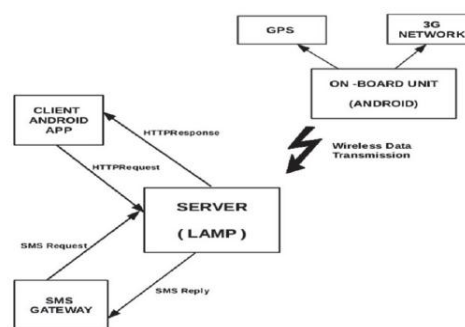 GPS
3G
NETWORK
ON -BOARD UNIT
(ANDROID)
CLIENT
ANDROID
APP
HTTPResponse
HTTPRequest
Wireless Data
Transmission
SERVER
( LAMP )
SMS Request
SMS Reply
SMS
GATEWAY